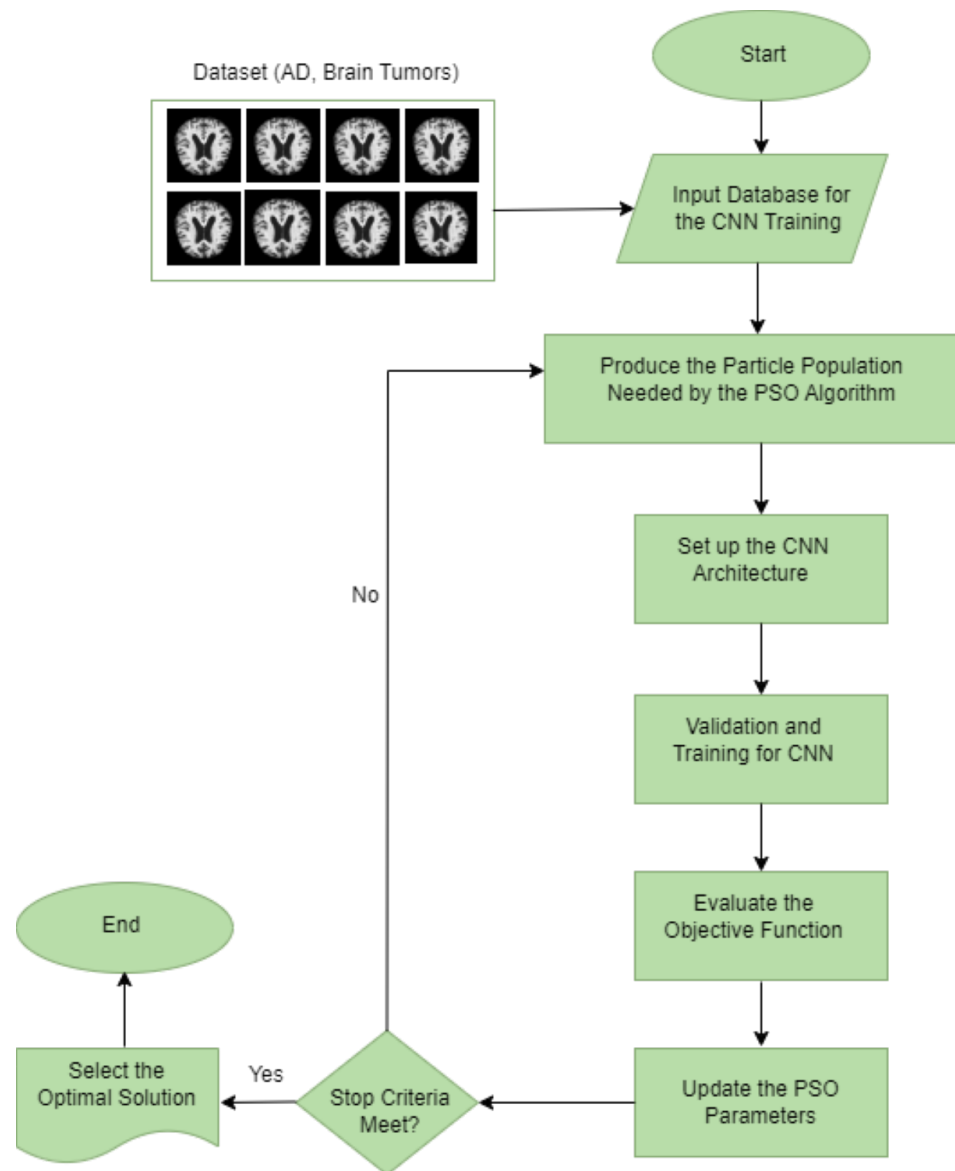 Start
Dataset (AD, Brain Tumors)
Input Database for
the CNN Training
Produce the Particle Population
Needed by the PSO Algorithm
Set up the CNN
Architecture
No
Validation and
Training for CNN
Evaluate the
Objective Function
End
Update the PSO
Parameters
Stop Criteria
Meet?
Yes
Select the
Optimal Solution